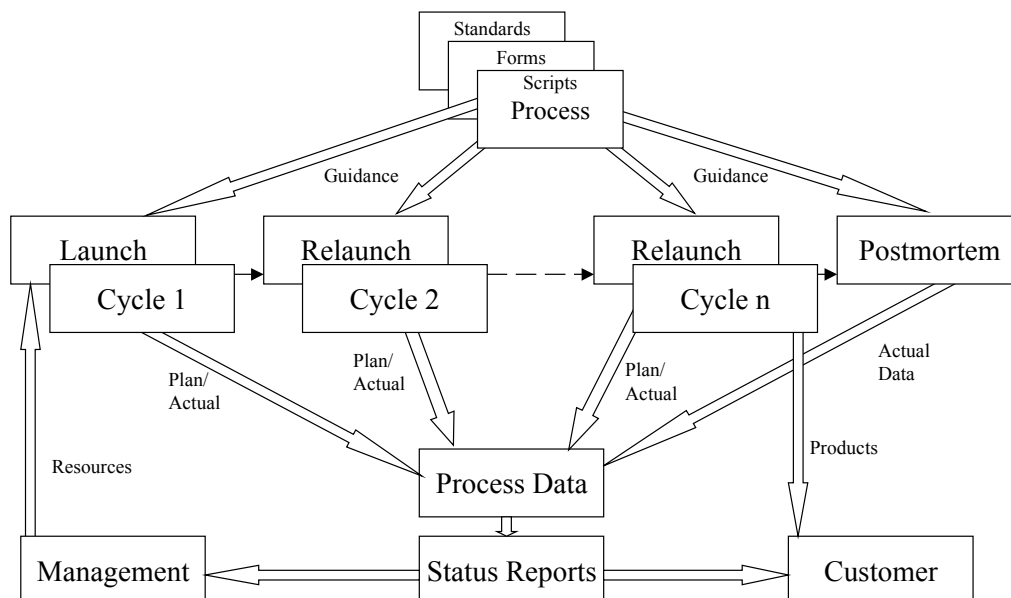 Standards
Forms
Scripts
Process
Guidance
Guidance
Launch
Relaunch
Relaunch
Postmortem
Cycle 1
Cycle 2
Cycle n
Plan/
Actual
Plan/
Actual
Plan/
Actual
Actual
Data
Resources
Products
Process Data
Management
Status Reports
Customer